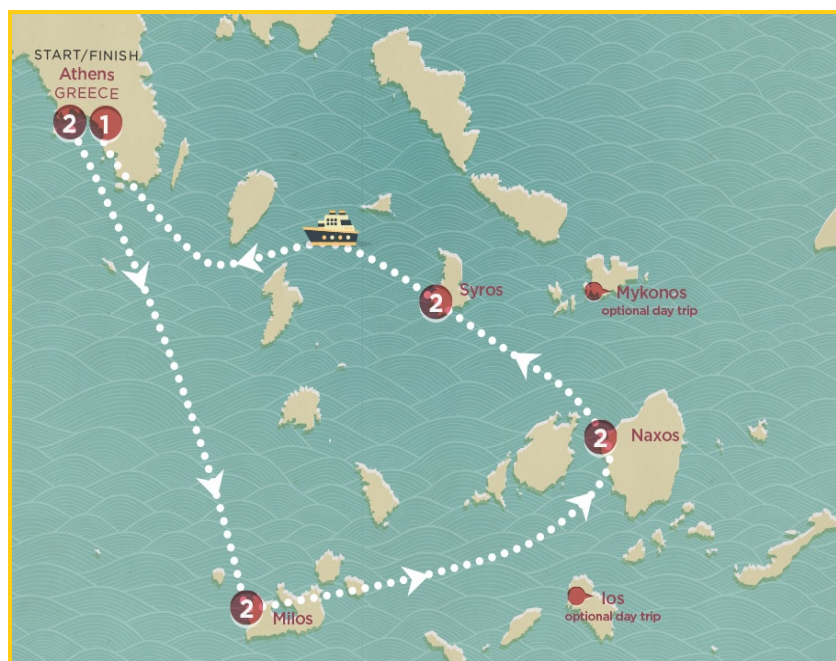 START/FINISH
Athens
GREECE
2 1
Syros
2
Mykonos
optional day trip
2
Naxos
Ios
optional day trip
2
Milos